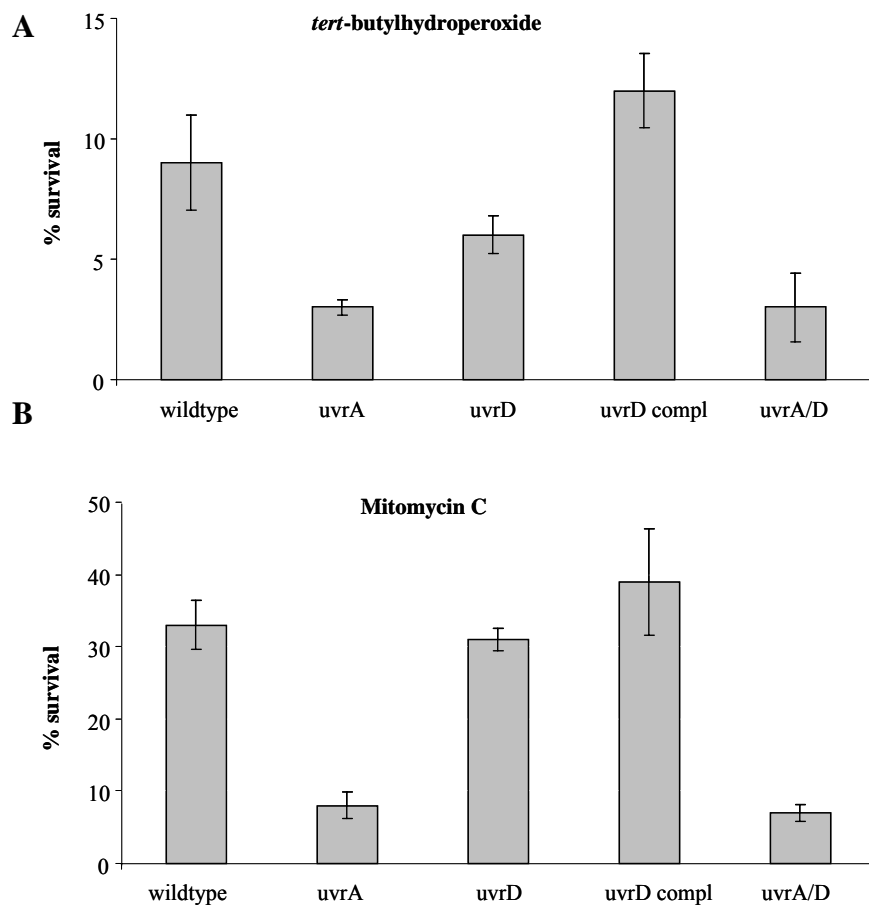 A
tert-butylhydroperoxide
% survival
15
10
5
0
wildtype uvrA uvrD uvrD compl uvrA/D
B
Mitomycin C
% survival
50
40
30
20
10
0
wildtype uvrA uvrD uvrD compl uvrA/D